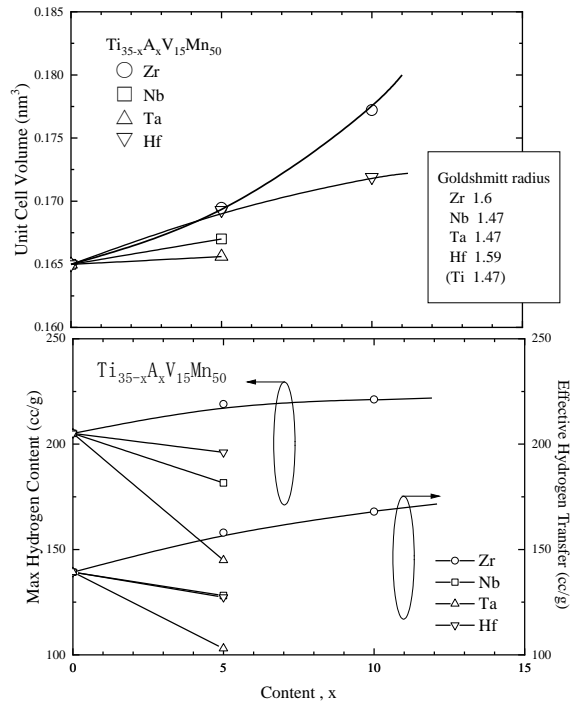 0.185
0.180
0.175
0.170
0.165
0.160
Unit Cell Volume (nm³)
Ti₃₅₋ₓAₓV₁₅Mn₅₀
Zr
Nb
Ta
Hf
Goldshmitt radius
Zr 1.6
Nb 1.47
Ta 1.47
Hf 1.59
(Ti 1.47)
250
200
150
100
Max Hydrogen Content (cc/g)
Ti₃₅₋ₓAₓV₁₅Mn₅₀
250
200
150
100
Effective Hydrogen Transfer (cc/g)
Zr
Nb
Ta
Hf
0 5 10 15
Content , x